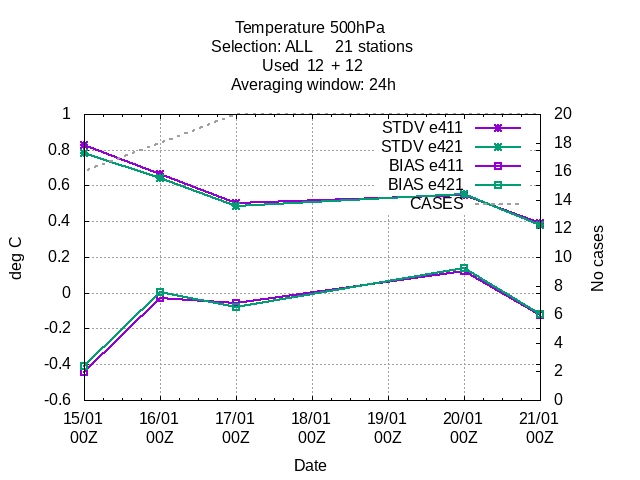 Temperature 500hPa
Selection: ALL     21 stations
Used  12 + 12
Averaging window: 24h
1
0.8
0.6
0.4
0.2
0
-0.2
-0.4
-0.6
deg C
20
18
16
14
12
10
8
6
4
2
0
No cases
STDV e411
STDV e421
BIAS e411
BIAS e421
CASES
15/01 16/01 17/01 18/01 19/01 20/01 21/01
00Z 00Z 00Z 00Z 00Z 00Z 00Z
Date